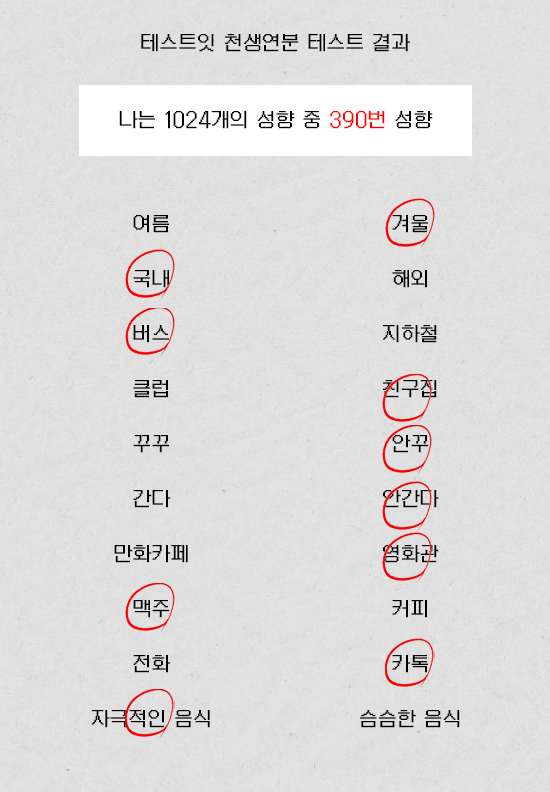 테스트잇 천생연분 테스트 결과
나는 1024개의 성향 중 390번 성향
여름 겨울
국내 해외
버스 지하철
클럽 친구집
꾸꾸 안꾸
간다 안간다
만화카페 영화관
맥주 커피
전화 카톡
자극적인 음식 슴슴한 음식